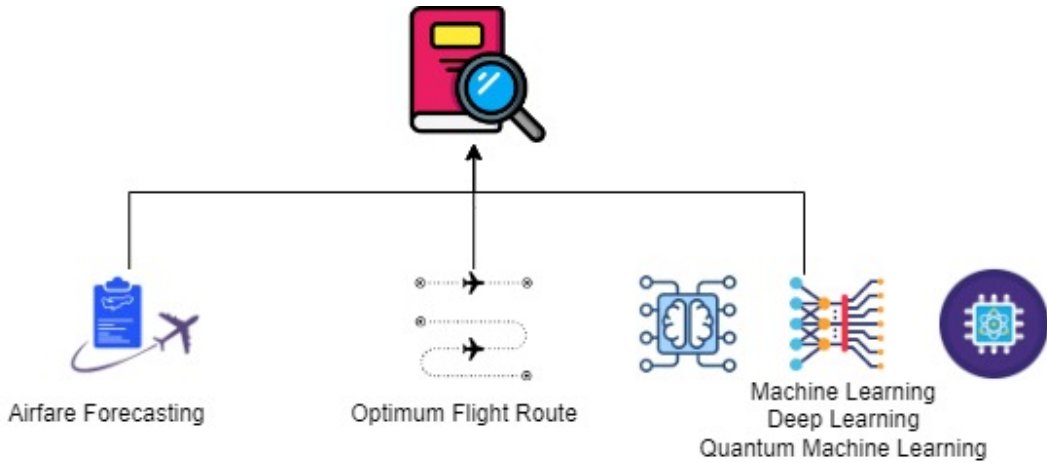 Airfare Forecasting
Optimum Flight Route
Machine Learning
Deep Learning
Quantum Machine Learning